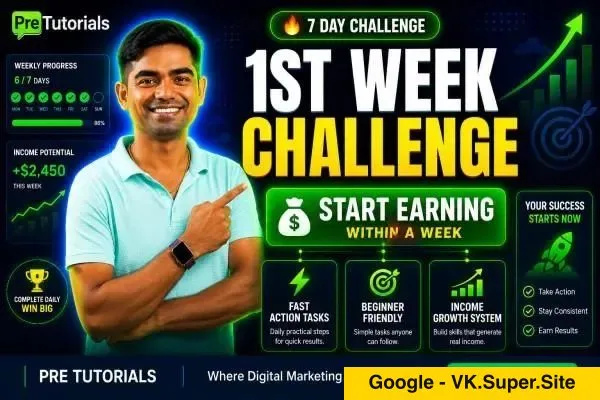 Pre Tutorials
7 DAY CHALLENGE
1ST WEEK
CHALLENGE
WEEKLY PROGRESS
6 / 7 DAYS
MON TUE WED THU FRI SAT SUN
86%
INCOME POTENTIAL
+$2,450
THIS WEEK
COMPLETE DAILY
WIN BIG
$ START EARNING
WITHIN A WEEK
FAST
ACTION TASKS
Daily practical steps
for quick results.
BEGINNER
FRIENDLY
Simple tasks anyone
can follow.
INCOME
GROWTH SYSTEM
Build skills that generate
real income.
YOUR SUCCESS
STARTS NOW
Take Action
Stay Consistent
Earn Results
PRE TUTORIALS
Where Digital Marketing
Google - VK.Super.Site